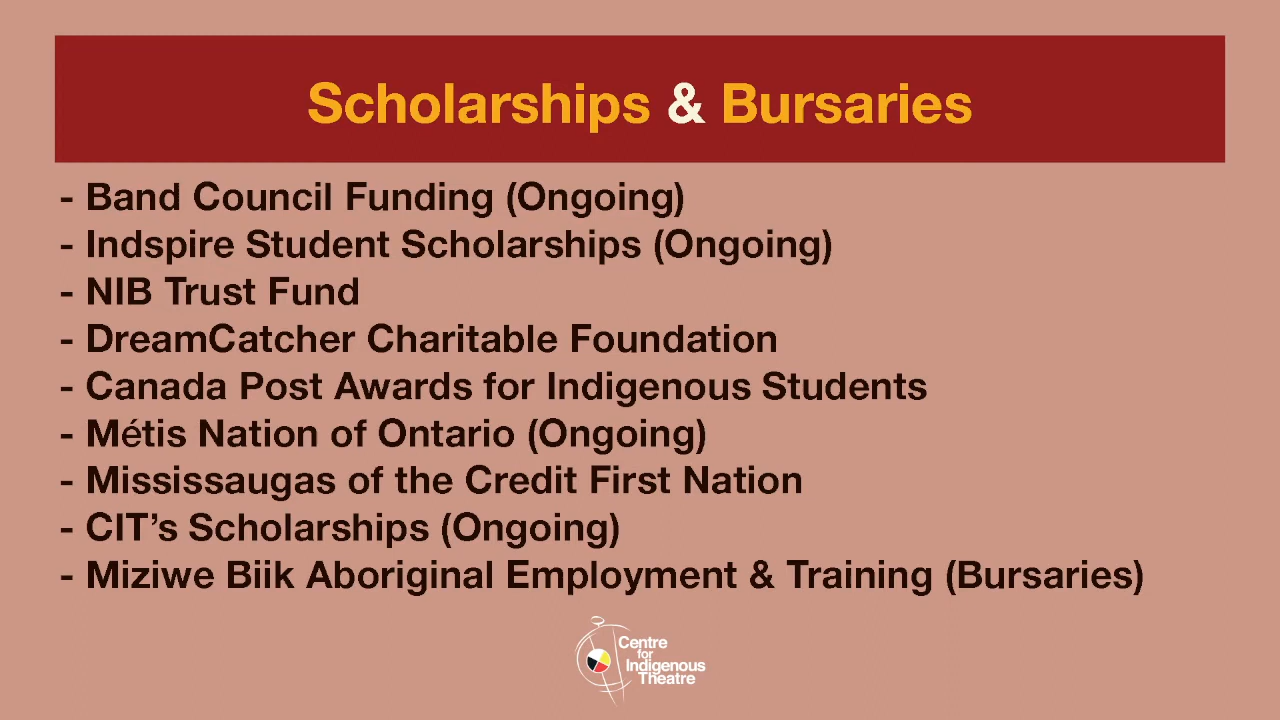 Scholarships & Bursaries
- Band Council Funding (Ongoing)
- Indspire Student Scholarships (Ongoing)
- NIB Trust Fund
- DreamCatcher Charitable Foundation
- Canada Post Awards for Indigenous Students
- Métis Nation of Ontario (Ongoing)
- Mississaugas of the Credit First Nation
- CIT’s Scholarships (Ongoing)
- Miziwe Biik Aboriginal Employment & Training (Bursaries)
Centre
for
Indigenous
Theatre